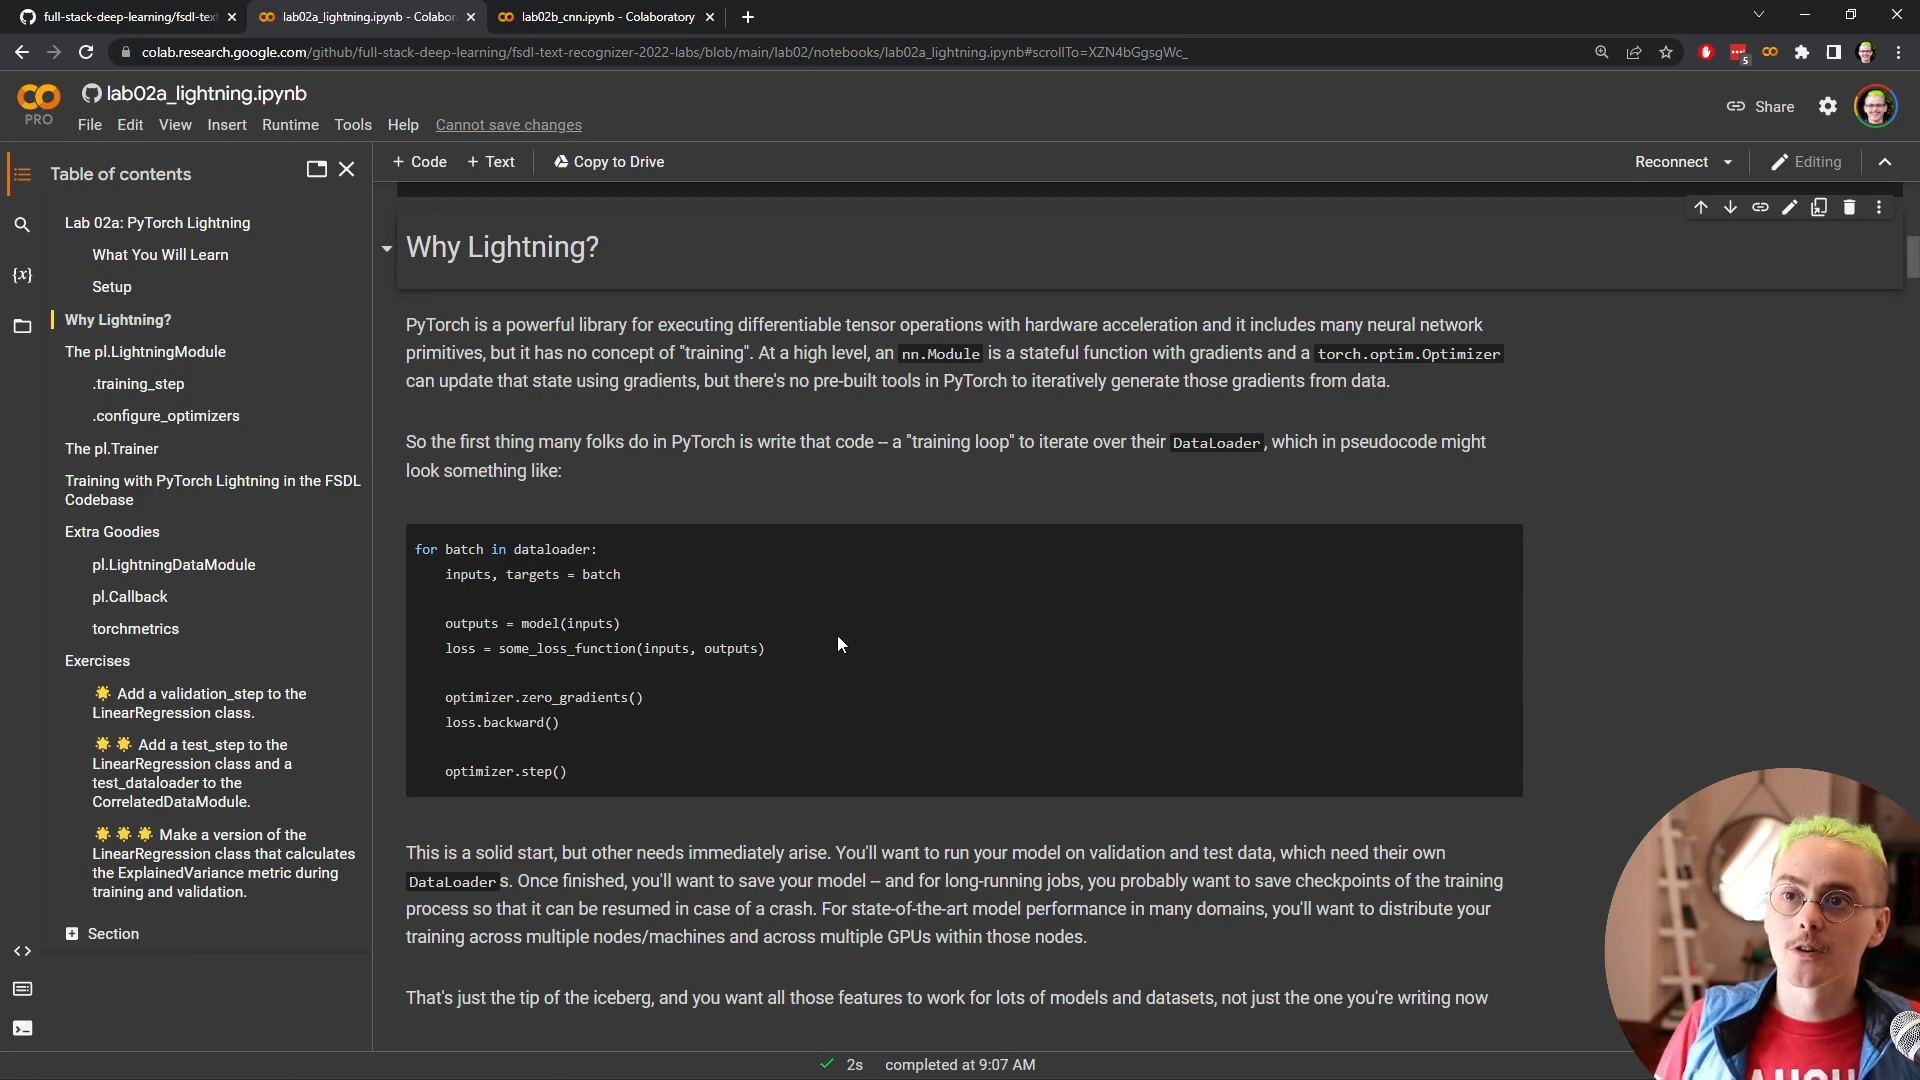 full-stack-deep-learning/fsdl-text
lab02a_lightning.ipynb - Colabor
lab02b_cnn.ipynb - Colaboratory
colab.research.google.com/github/full-stack-deep-learning/fsdl-text-recognizer-2022-labs/blob/main/lab02/notebooks/lab02a_lightning.ipynb#scrollTo=XZN4bGgsgWc_
5
PRO
lab02a_lightning.ipynb
File Edit View Insert Runtime Tools Help Cannot save changes
Share
Table of contents
+ Code + Text Copy to Drive
Reconnect
Editing
Lab 02a: PyTorch Lightning
What You Will Learn
Setup
Why Lightning?
The pl.LightningModule
.training_step
.configure_optimizers
The pl.Trainer
Training with PyTorch Lightning in the FSDL
Codebase
Extra Goodies
pl.LightningDataModule
pl.Callback
torchmetrics
Exercises
🌟 Add a validation_step to the
LinearRegression class.
🌟 🌟 Add a test_step to the
LinearRegression class and a
test_dataloader to the
CorrelatedDataModule.
🌟 🌟 🌟 Make a version of the
LinearRegression class that calculates
the ExplainedVariance metric during
training and validation.
Section
{x}
Why Lightning?
PyTorch is a powerful library for executing differentiable tensor operations with hardware acceleration and it includes many neural network
primitives, but it has no concept of "training". At a high level, an nn.Module is a stateful function with gradients and a torch.optim.Optimizer
can update that state using gradients, but there's no pre-built tools in PyTorch to iteratively generate those gradients from data.
So the first thing many folks do in PyTorch is write that code -- a "training loop" to iterate over their DataLoader, which in pseudocode might
look something like:
for batch in dataloader:
inputs, targets = batch
outputs = model(inputs)
loss = some_loss_function(inputs, outputs)
optimizer.zero_gradients()
loss.backward()
optimizer.step()
This is a solid start, but other needs immediately arise. You'll want to run your model on validation and test data, which need their own
DataLoaders. Once finished, you'll want to save your model -- and for long-running jobs, you probably want to save checkpoints of the training
process so that it can be resumed in case of a crash. For state-of-the-art model performance in many domains, you'll want to distribute your
training across multiple nodes/machines and across multiple GPUs within those nodes.
That's just the tip of the iceberg, and you want all those features to work for lots of models and datasets, not just the one you're writing now
2s completed at 9:07 AM